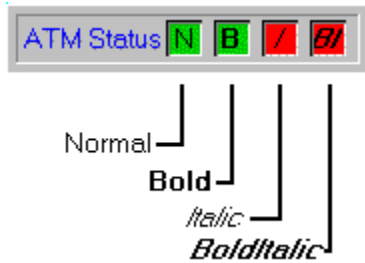 ATM Status N B I BI
Normal
Bold
Italic
BoldItalic